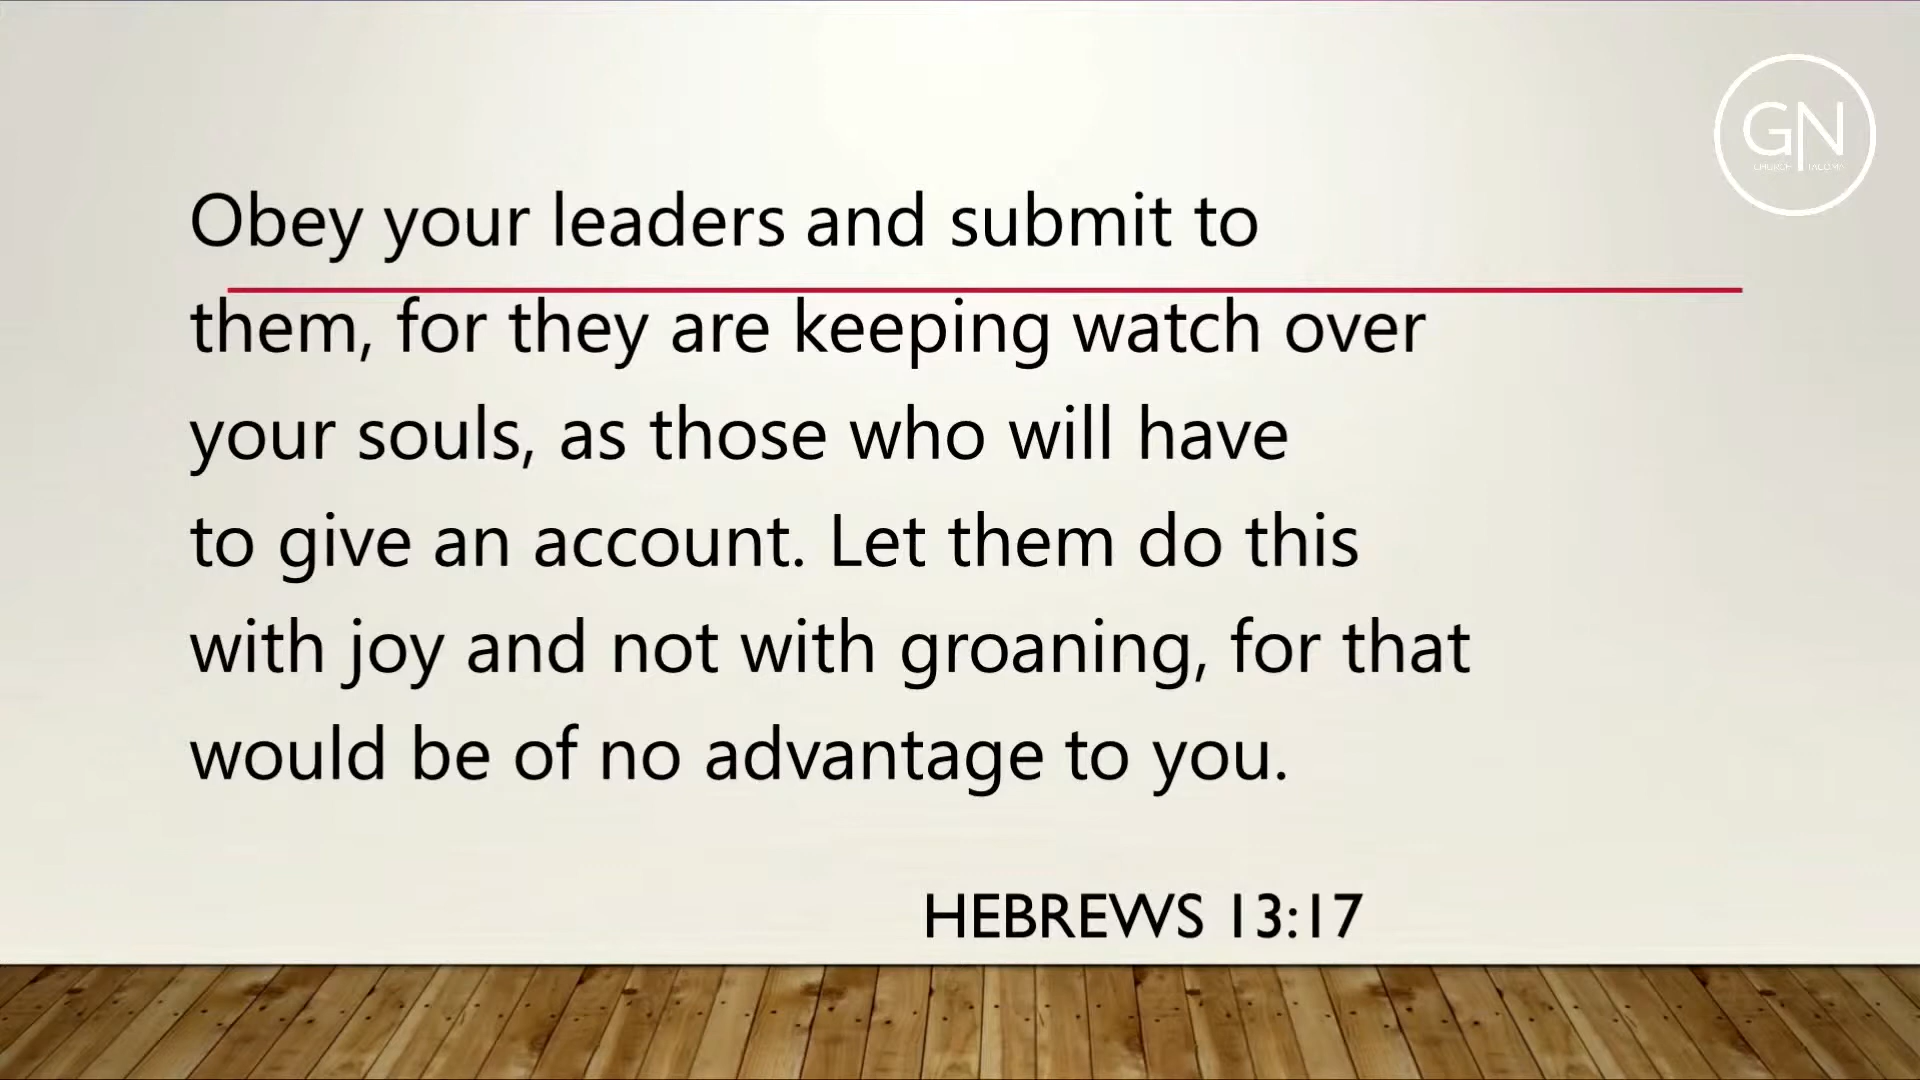 GN
CHURCH TACOMA
Obey your leaders and submit to
them, for they are keeping watch over
your souls, as those who will have
to give an account. Let them do this
with joy and not with groaning, for that
would be of no advantage to you.
HEBREWS 13:17